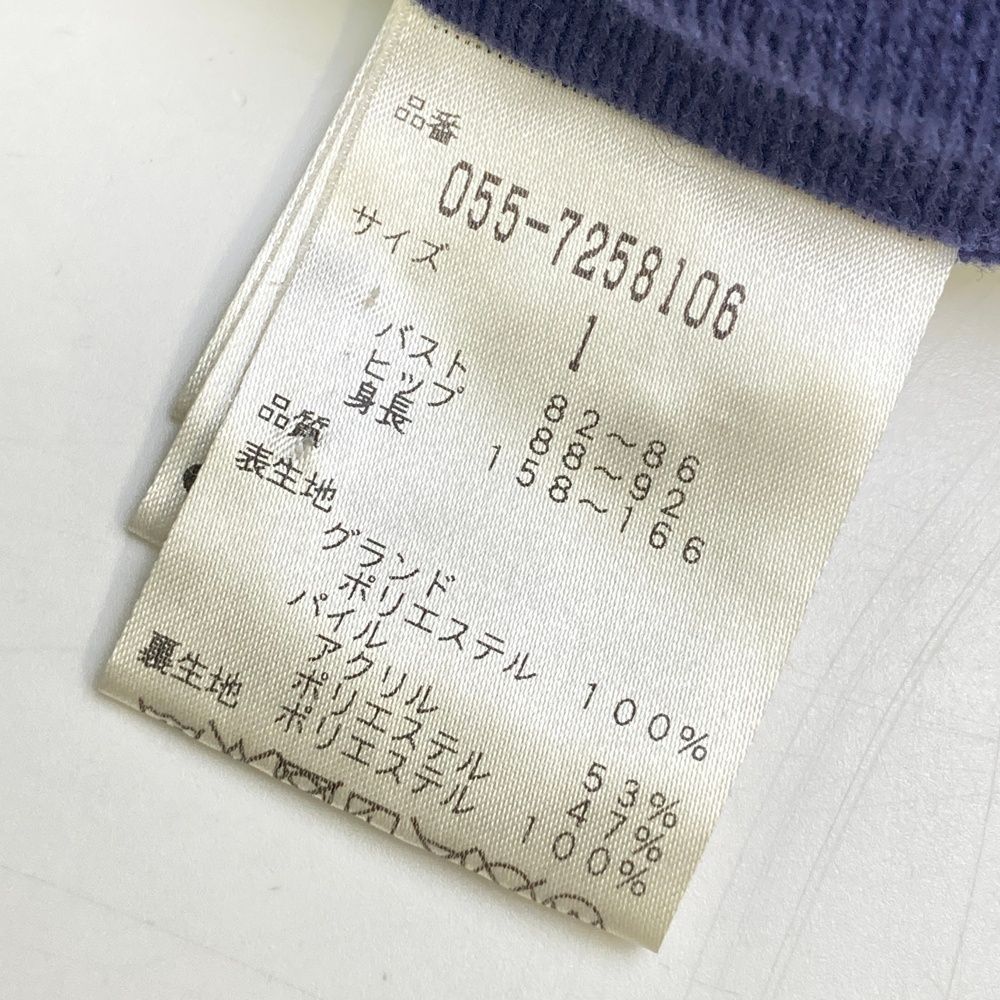 品番
055-7258106
サイズ
1
バスト 82～86
ヒップ 88～92
身長 158～166
品質
表生地
グランド
ポリエステル 100%
パイル
アクリル 53%
ポリエステル 47%
裏生地 ポリエステル 100%